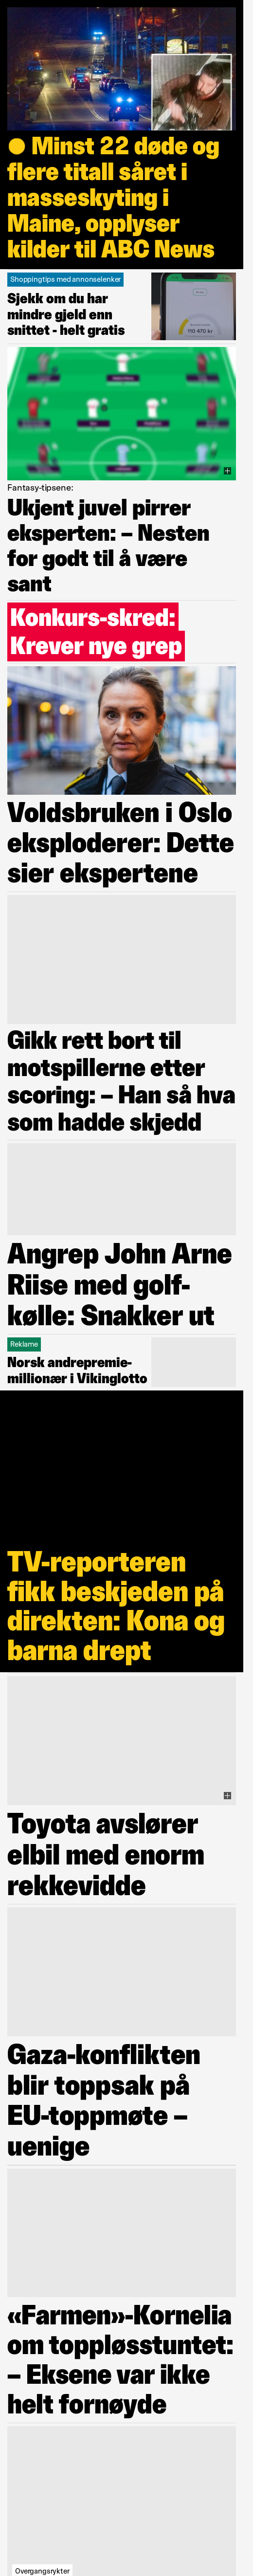 Minst 22 døde og
flere titall såret i
masseskyting i
Maine, opplyser
kilder til ABC News
Shoppingtips med annonselenker
Sjekk om du har
mindre gjeld enn
snittet - helt gratis
110 470 kr
Fantasy-tipsene:
Ukjent juvel pirrer
eksperten: – Nesten
for godt til å være
sant
Konkurs-skred:
Krever nye grep
Voldsbruken i Oslo
eksploderer: Dette
sier ekspertene
Gikk rett bort til
motspillerne etter
scoring: – Han så hva
som hadde skjedd
Angrep John Arne
Riise med golf-
kølle: Snakker ut
Reklame
Norsk andrepremie-
millionær i Vikinglotto
TV-reporteren
fikk beskjeden på
direkten: Kona og
barna drept
Toyota avslører
elbil med enorm
rekkevidde
Gaza-konflikten
blir toppsak på
EU-toppmøte –
uenige
«Farmen»-Kornelia
om toppløsstuntet:
– Eksene var ikke
helt fornøyde
Overgangsrykter